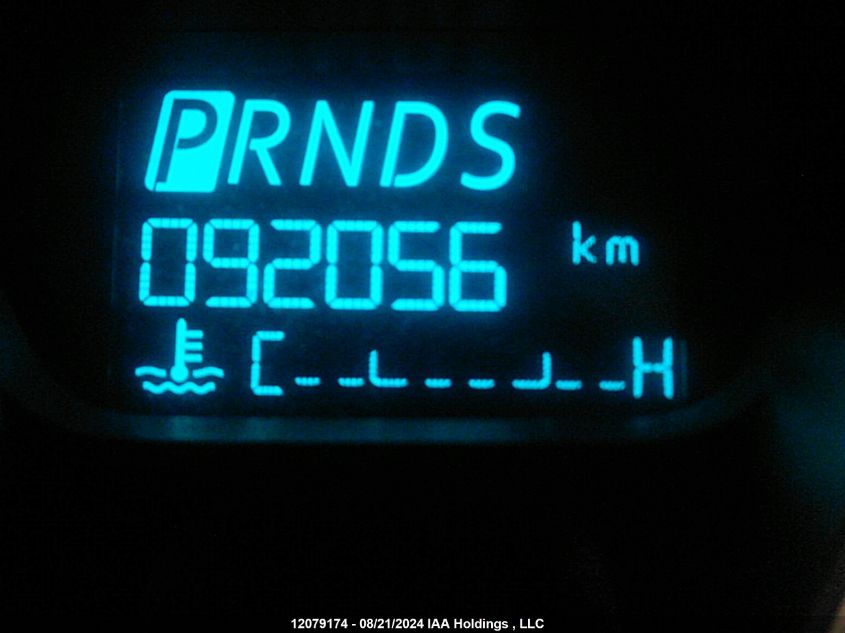 PRNDS
092056 km
C H
12079174 - 08/21/2024 IAA Holdings , LLC